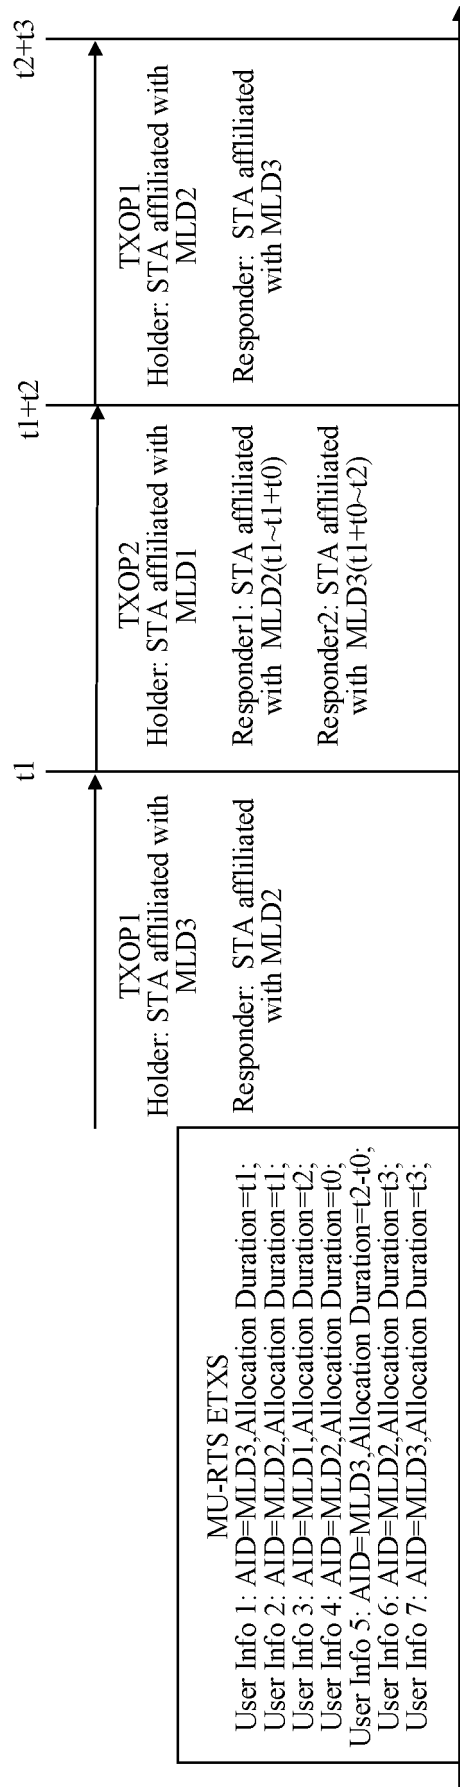 MU-RTS ETXS
User Info 1: AID=MLD3,Allocation Duration=t1;
User Info 2: AID=MLD2,Allocation Duration=t1;
User Info 3: AID=MLD1,Allocation Duration=t2;
User Info 4: AID=MLD2,Allocation Duration=t0;
User Info 5: AID=MLD3,Allocation Duration=t2-t0;
User Info 6: AID=MLD2,Allocation Duration=t3;
User Info 7: AID=MLD3,Allocation Duration=t3;
TXOP1
Holder: STA affliliated with
MLD3
Responder: STA affiliated
with MLD2
t1
TXOP2
Holder: STA affliliated with
MLD1
Responder1: STA affiliated
with MLD2(t1~t1+t0)
Responder2: STA affiliated
with MLD3(t1+t0~t2)
t1+t2
TXOP1
Holder: STA affliliated with
MLD2
Responder: STA affiliated
with MLD3
t2+t3